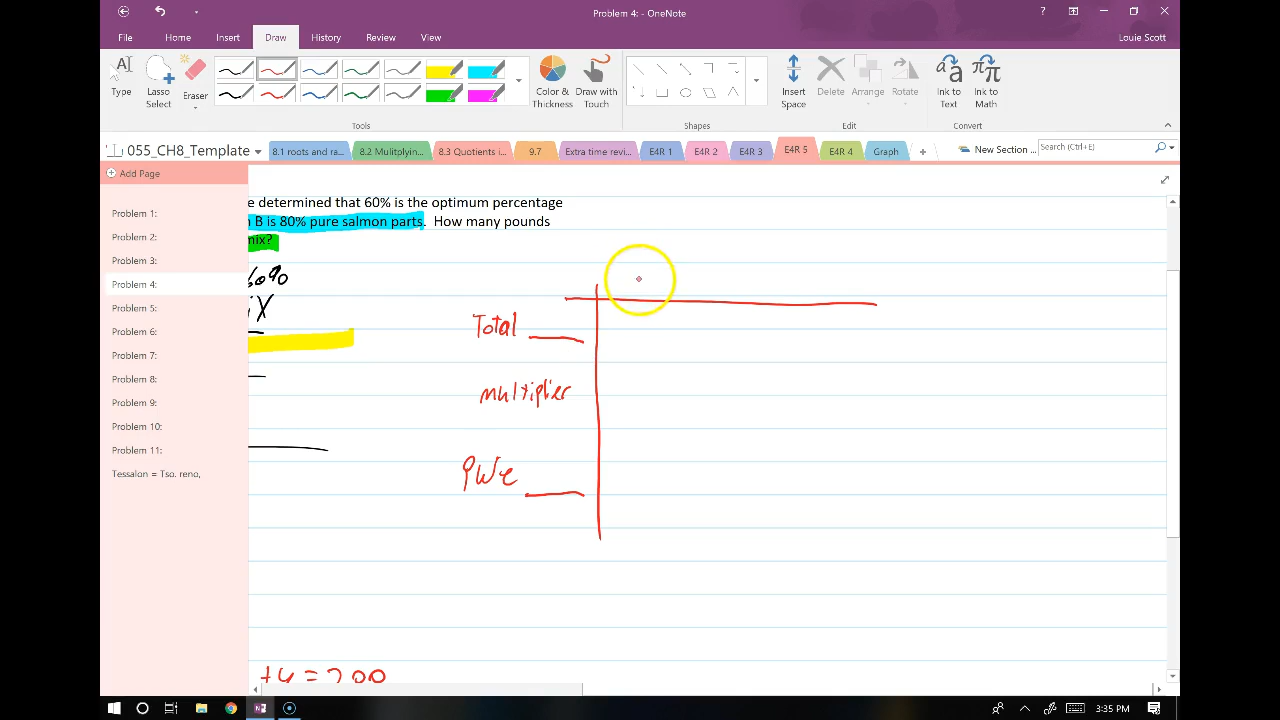 Problem 4: - OneNote
?
File
Home
Insert
Draw
History
Review
View
Louie Scott
Type
Lasso Select
Eraser
Color & Thickness
Draw with Touch
Insert Space
Delete
Arrange
Rotate
Ink to Text
Ink to Math
Tools
Shapes
Edit
Convert
055_CH8_Template
8.1 roots and ra...
8.2 Mulitplying...
8.3 Quotients i...
9.7
Extra time revi...
E4R 1
E4R 2
E4R 3
E4R 5
E4R 4
Graph
New Section ...
Search (Ctrl+E)
Add Page
Problem 1:
Problem 2:
Problem 3:
Problem 4:
Problem 5:
Problem 6:
Problem 7:
Problem 8:
Problem 9:
Problem 10:
Problem 11:
Tessalon = Tso. reno,
e determined that 60% is the optimum percentage
B is 80% pure salmon parts. How many pounds
mix?
60%
iX
Total
multiplier
PWE
+y = 200
3:35 PM